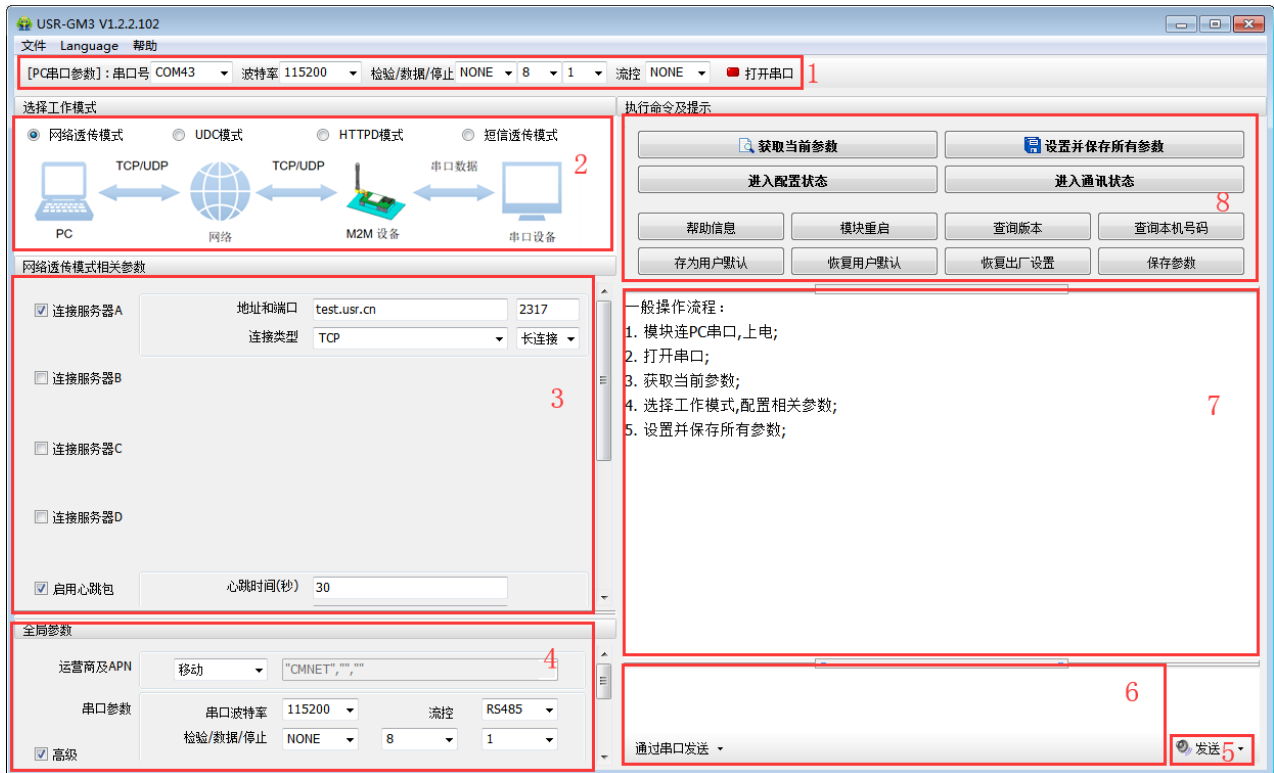 USR-GM3 V1.2.2.102
文件 Language 帮助
[PC串口参数]:串口号 COM43 波特率 115200 检验/数据/停止 NONE 8 1 流控 NONE 打开串口 1
选择工作模式
网络透传模式 UDC模式 HTTPD模式 短信透传模式
TCP/UDP TCP/UDP 串口数据 2
PC 网络 M2M 设备 串口设备
网络透传模式相关参数
连接服务器A 地址和端口 test.usr.cn 2317
连接类型 TCP 长连接
连接服务器B
3
连接服务器C
连接服务器D
启用心跳包 心跳时间(秒) 30
全局参数
运营商及APN 移动 "CMNET","","" 4
串口参数 串口波特率 115200 流控 RS485
检验/数据/停止 NONE 8 1
高级
执行命令及提示
获取当前参数 设置并保存所有参数
进入配置状态 进入通讯状态
8
帮助信息 模块重启 查询版本 查询本机号码
存为用户默认 恢复用户默认 恢复出厂设置 保存参数
一般操作流程:
1. 模块连PC串口,上电;
2. 打开串口;
3. 获取当前参数;
4. 选择工作模式,配置相关参数;
5. 设置并保存所有参数;
7
6
通过串口发送 发送 5